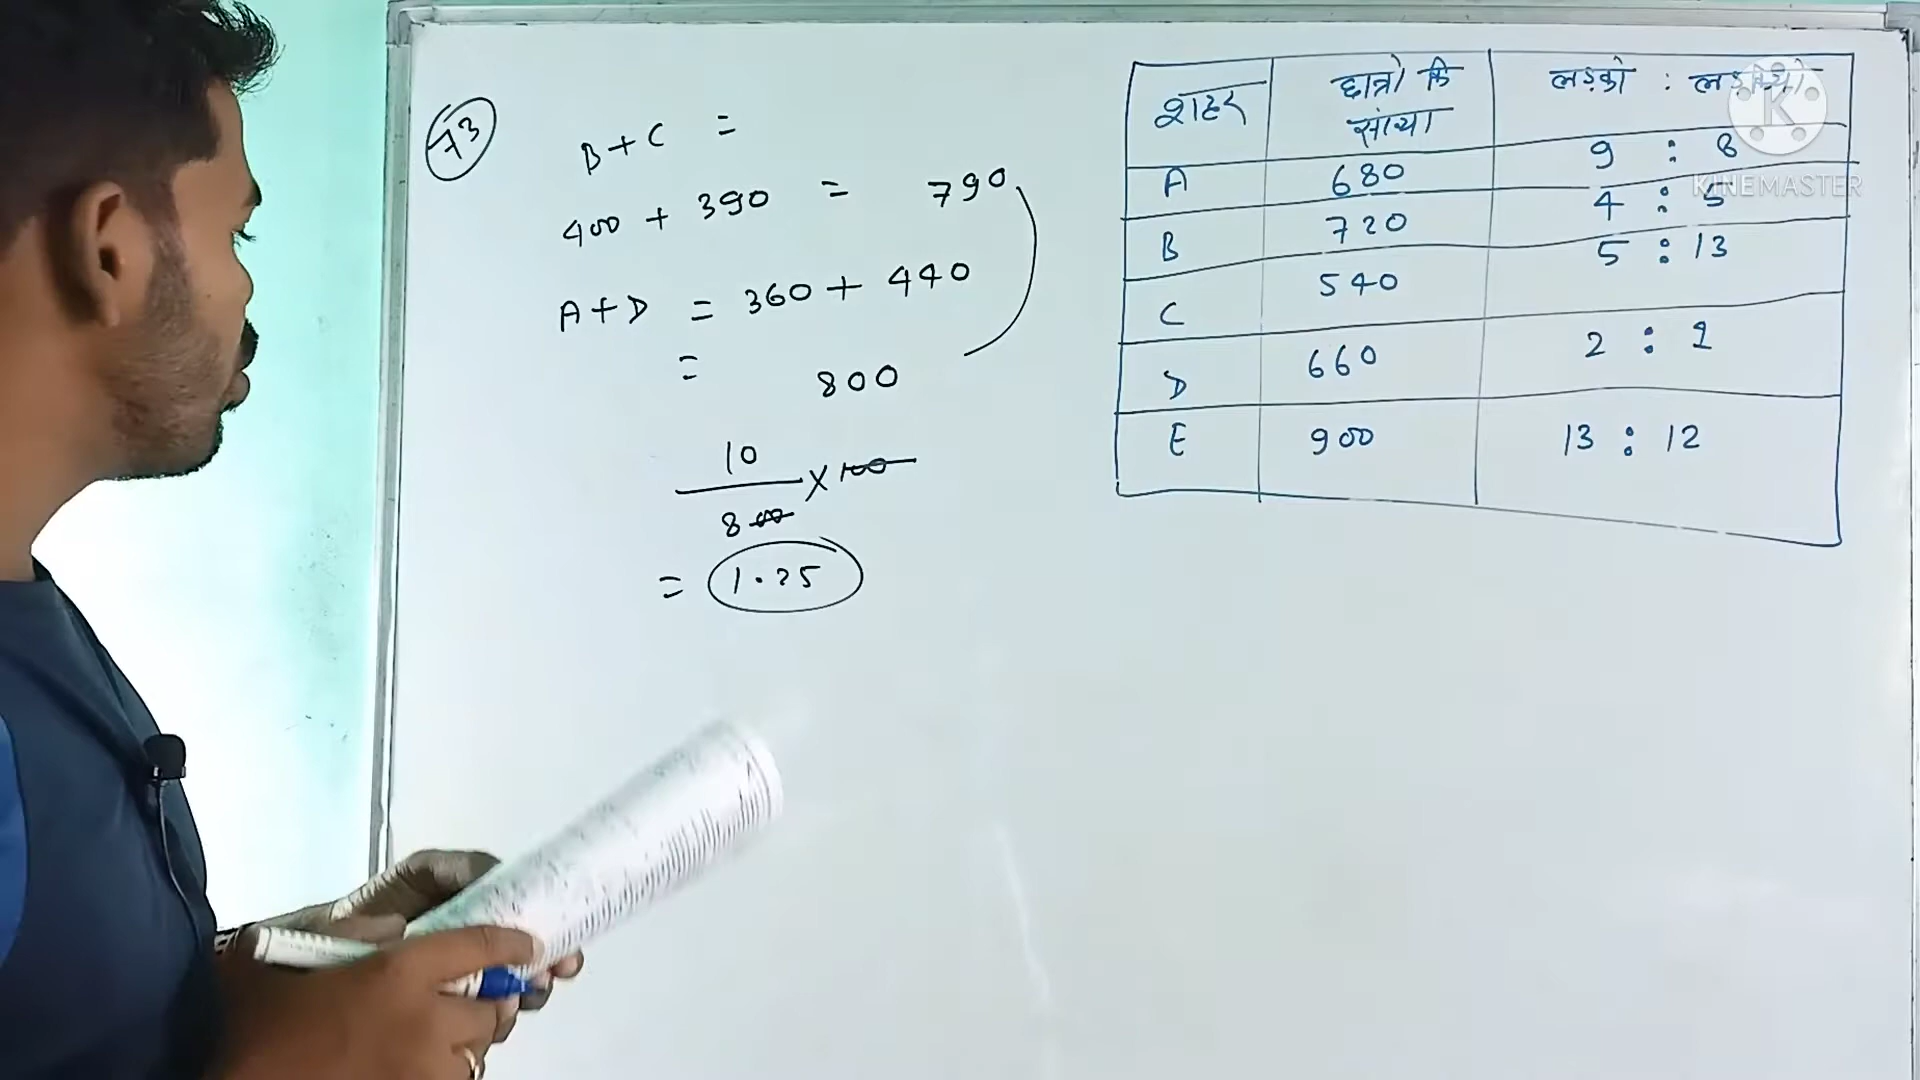 73
B + C =
400 + 390 = 790
A + D = 360 + 440
= 800
10
800 × 100
= 1.25
शहर छात्रो कि सांख्या लड़को : लड़कियो
A 680 9 : 8
B 720 4 : 5
C 540 5 : 13
D 660 2 : 1
E 900 13 : 12
K
KINEMASTER